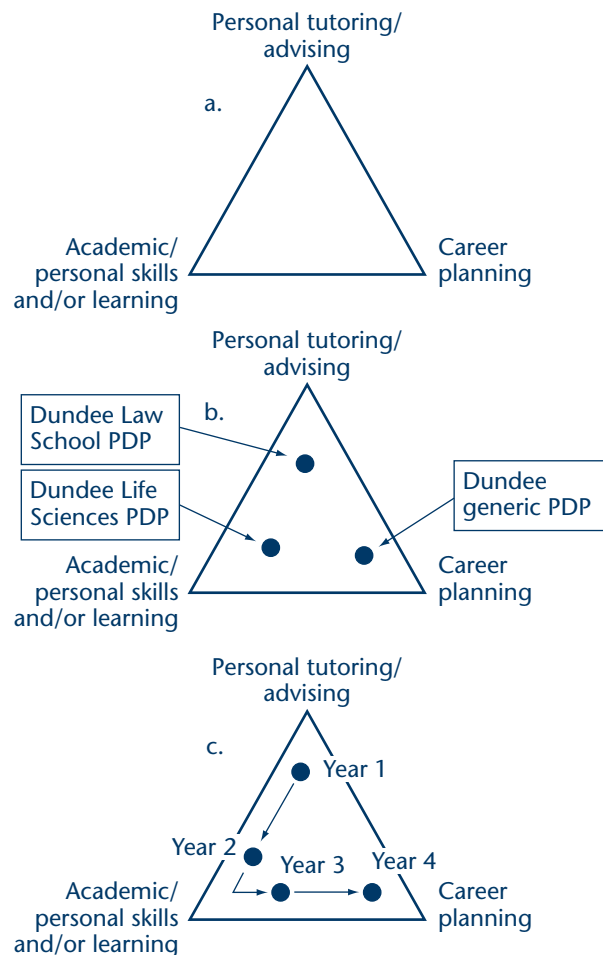 Personal tutoring/
advising
a.
Academic/
personal skills
and/or learning
Career
planning
Personal tutoring/
advising
b.
Dundee Law
School PDP
Dundee Life
Sciences PDP
Dundee
generic PDP
Academic/
personal skills
and/or learning
Career
planning
Personal tutoring/
advising
c.
Year 1
Year 2
Year 3
Year 4
Academic/
personal skills
and/or learning
Career
planning